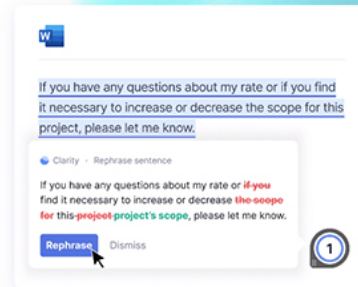 W
If you have any questions about my rate or if you find
it necessary to increase or decrease the scope for this
project, please let me know.
Clarity · Rephrase sentence
If you have any questions about my rate or if you
find it necessary to increase or decrease the scope
for this project project's scope, please let me know.
Rephrase Dismiss
1